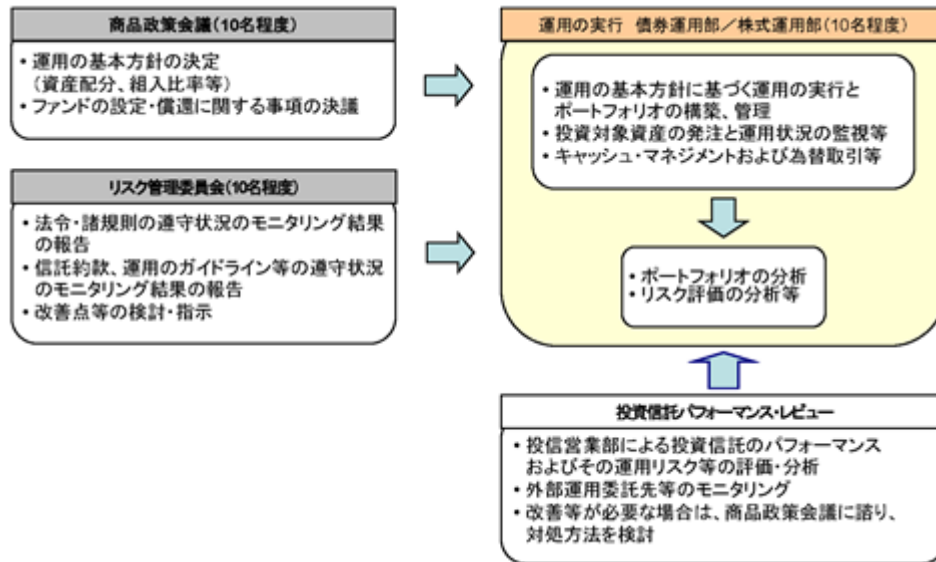 商品政策会議(10名程度)
• 運用の基本方針の決定
(資産配分、組入比率等)
• ファンドの設定・償還に関する事項の決議
リスク管理委員会(10名程度)
• 法令・諸規則の遵守状況のモニタリング結果
の報告
• 信託約款、運用のガイドライン等の遵守状況
のモニタリング結果の報告
• 改善点等の検討・指示
運用の実行 債券運用部/株式運用部(10名程度)
• 運用の基本方針に基づく運用の実行と
ポートフォリオの構築、管理
• 投資対象資産の発注と運用状況の監視等
• キャッシュ・マネジメントおよび為替取引等
• ポートフォリオの分析
• リスク評価の分析等
投資信託パフォーマンス・レビュー
• 投信営業部による投資信託のパフォーマンス
およびその運用リスク等の評価・分析
• 外部運用委託先等のモニタリング
• 改善等が必要な場合は、商品政策会議に諮り、
対処方法を検討